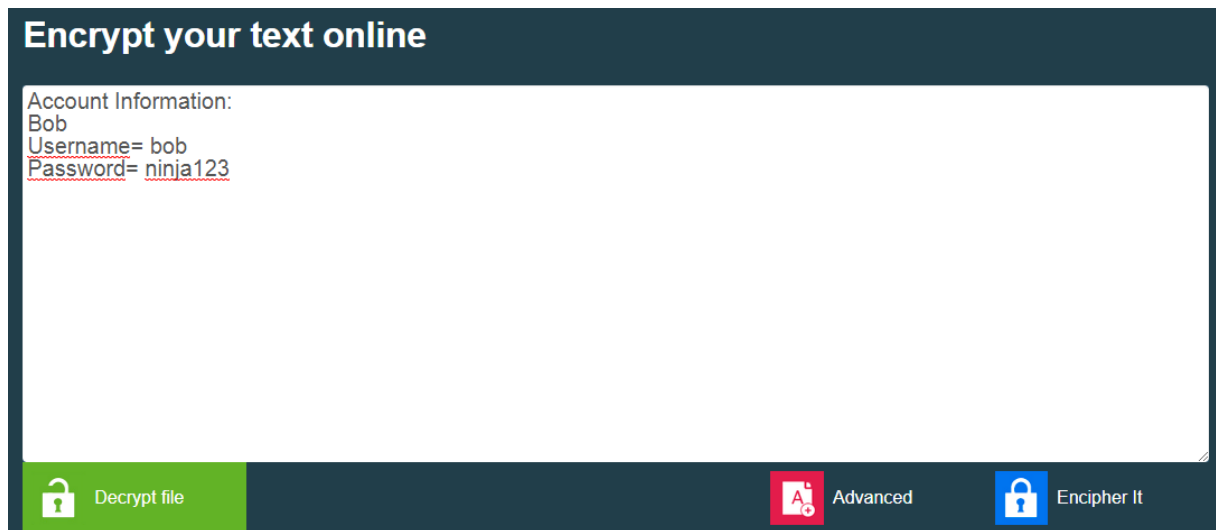 Encrypt your text online
Account Information:
Bob
Username= bob
Password= ninja123
Decrypt file
Advanced
Encipher It